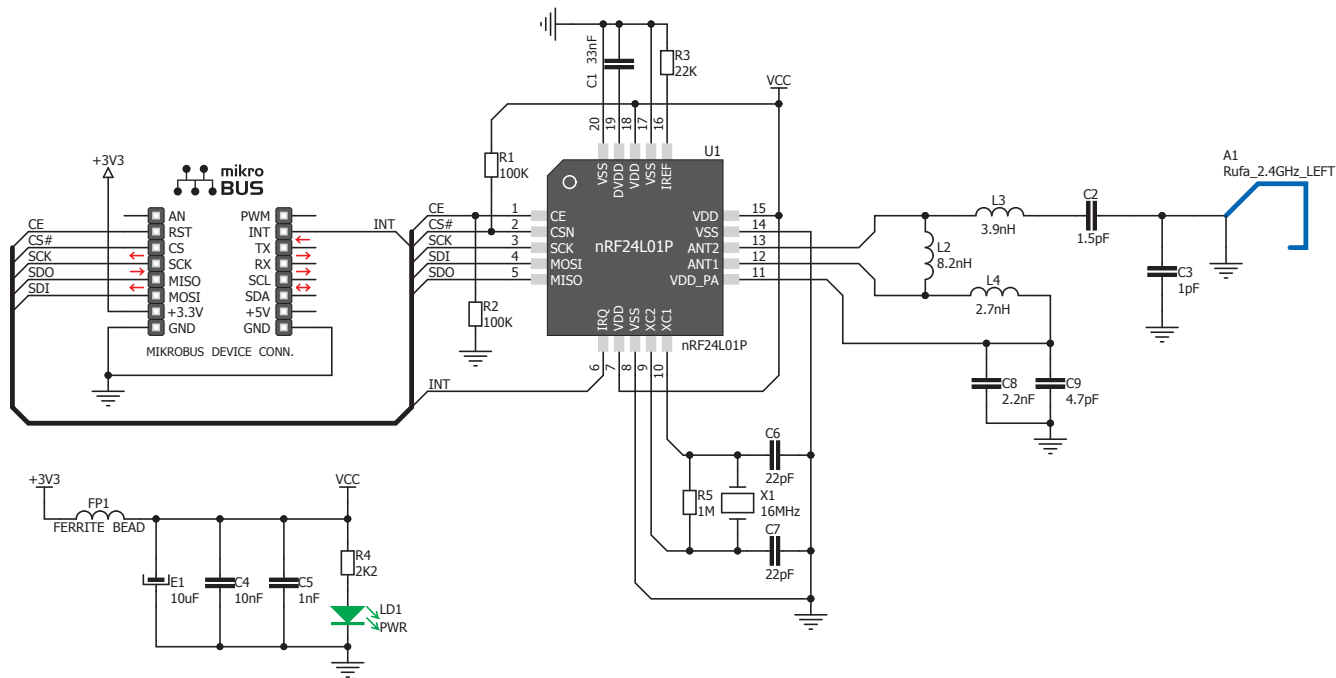 C1 33nF
R3
22K
VCC
20
19
18
17
16
VSS
DVDD
VDD
VSS
IREF
U1
A1
Rufa_2.4GHz_LEFT
+3V3
mikro
BUS
R1
100K
CE
CS#
SCK
SDO
SDI
AN
RST
CS
SCK
MISO
MOSI
+3.3V
GND
PWM
INT
TX
RX
SCL
SDA
+5V
GND
MIKROBUS DEVICE CONN.
INT
CE
CS#
SCK
SDI
SDO
1
2
3
4
5
CE
CSN
SCK
MOSI
MISO
nRF24L01P
VDD
VSS
ANT2
ANT1
VDD_PA
15
14
13
12
11
L3
3.9nH
C2
1.5pF
L2
8.2nH
L4
2.7nH
C3
1pF
R2
100K
IRQ
VDD
VSS
XC2
XC1
nRF24L01P
6
7
8
9
10
INT
C8
2.2nF
C9
4.7pF
C6
22pF
R5
1M
X1
16MHz
C7
22pF
+3V3
FP1
FERRITE BEAD
VCC
E1
10uF
C4
10nF
C5
1nF
R4
2K2
LD1
PWR